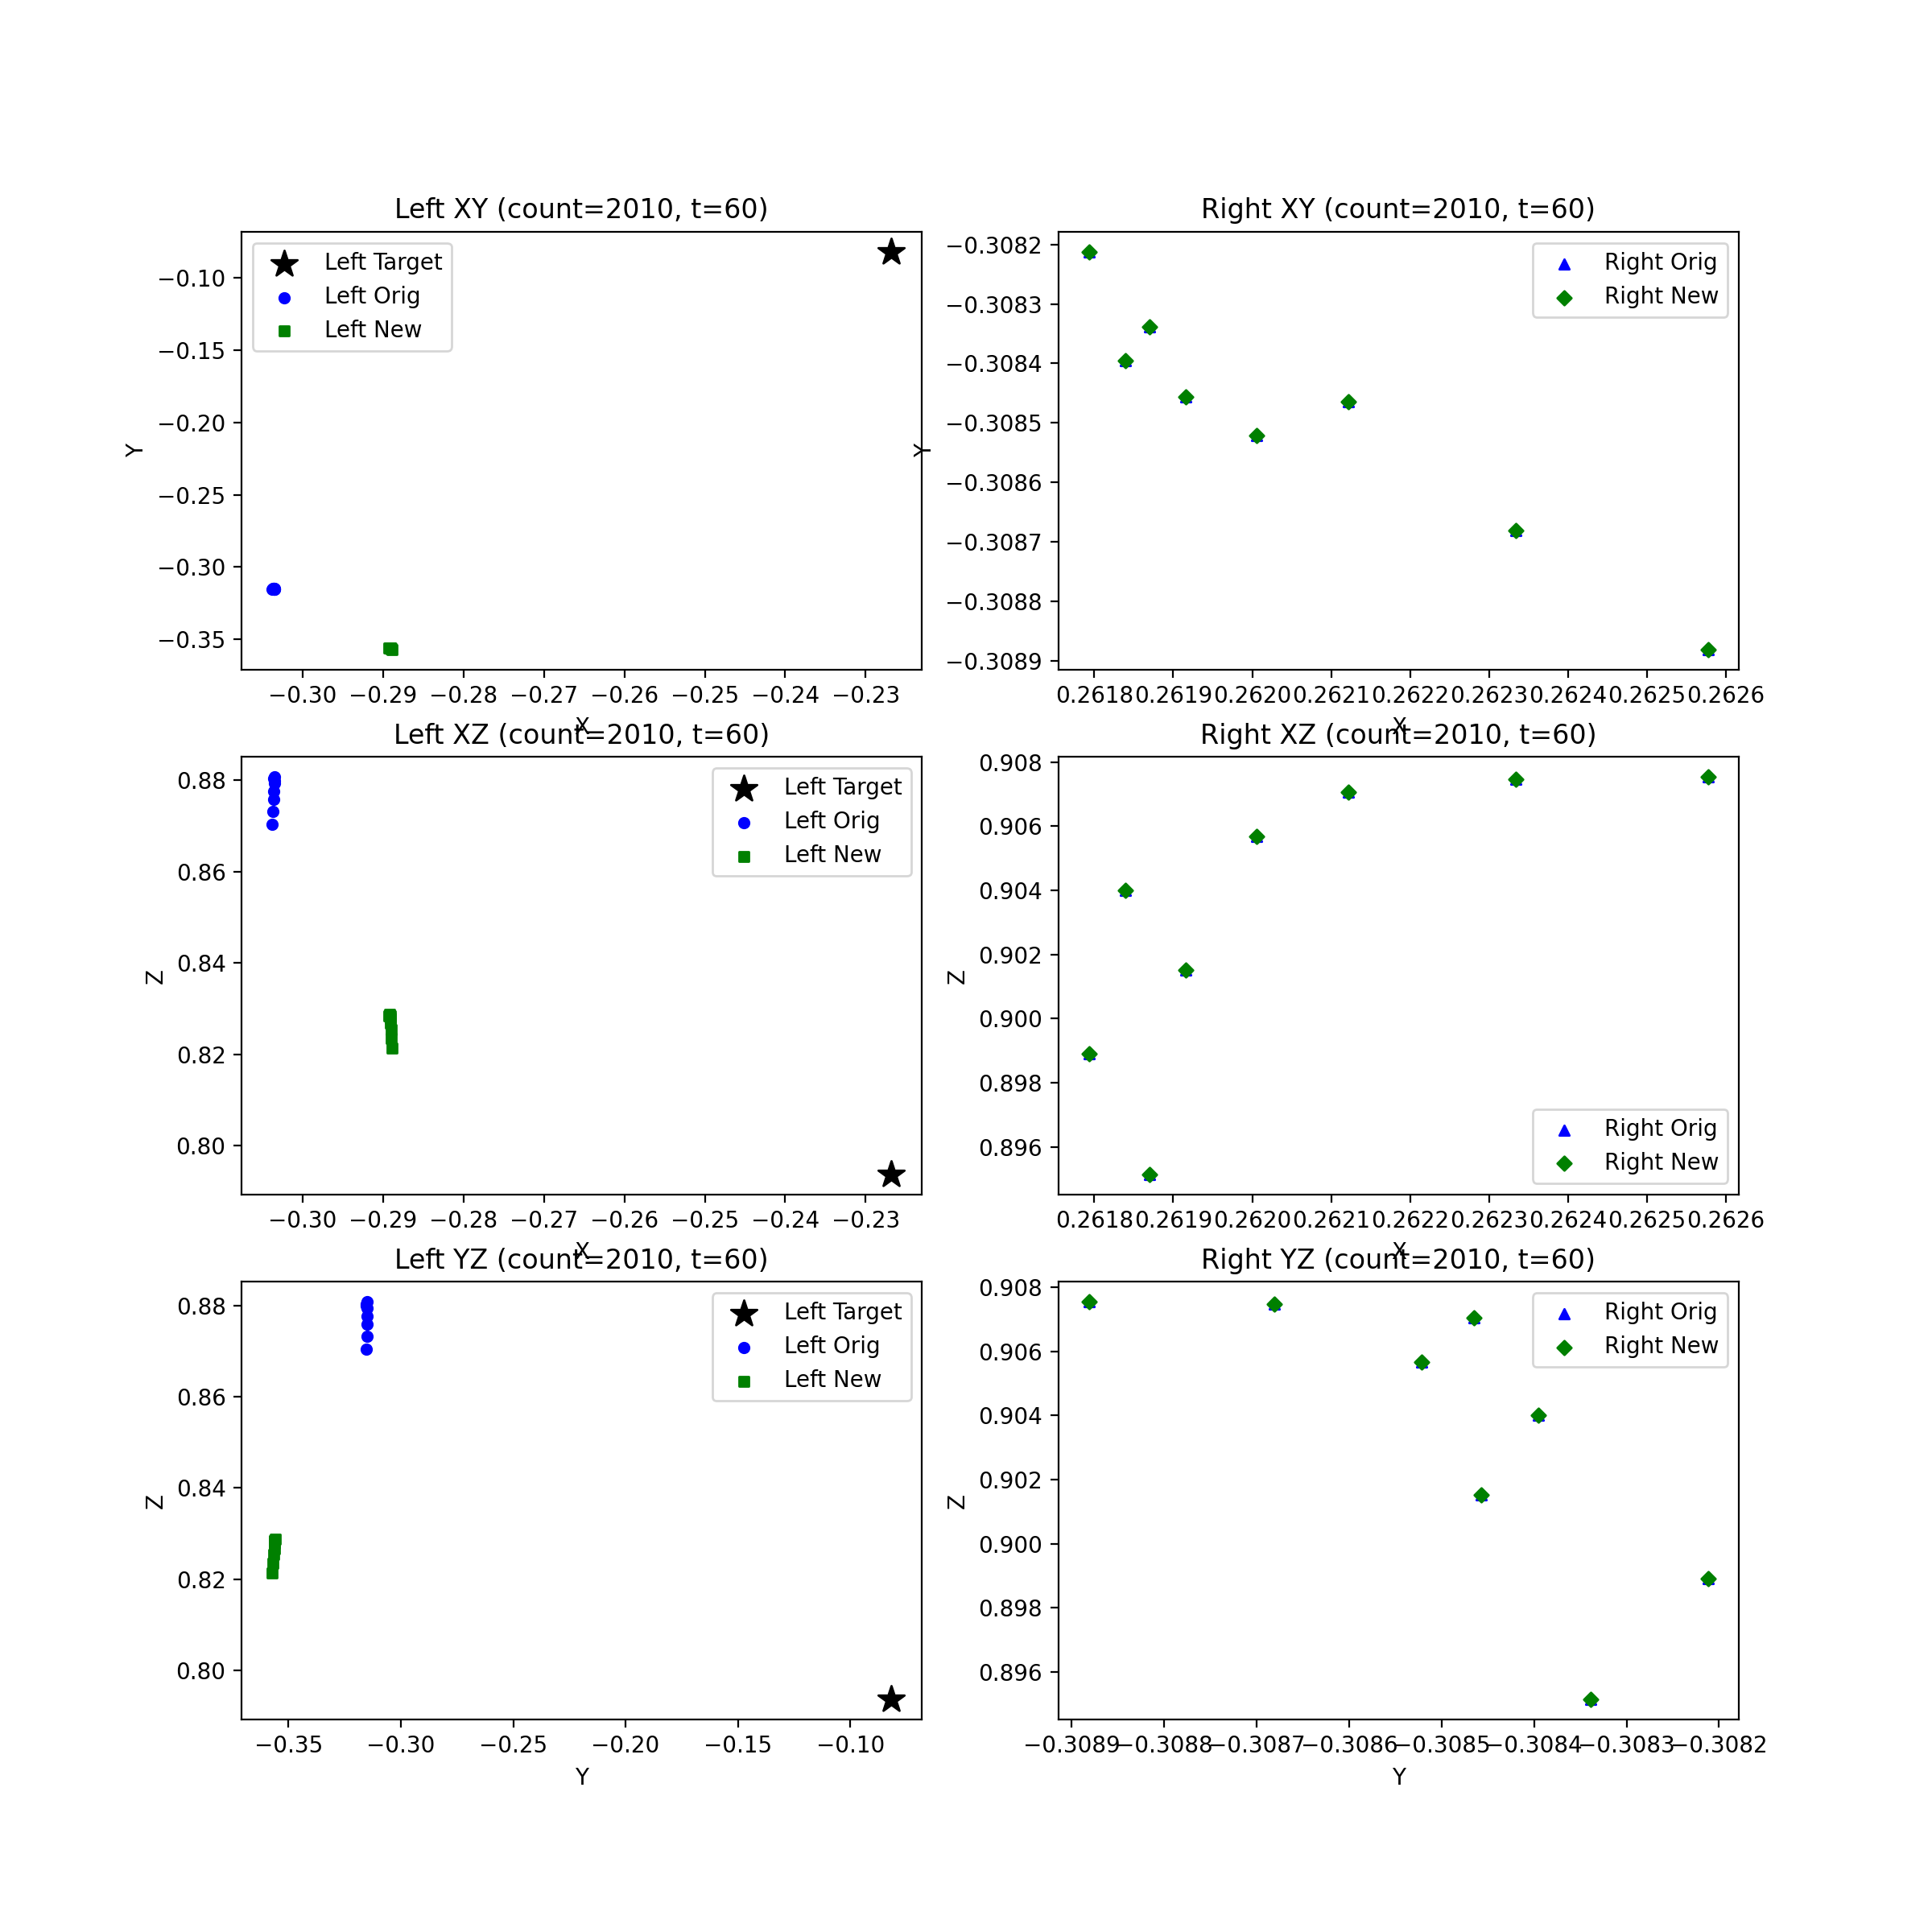 Left XY (count=2010, t=60)
Left Target
Left Orig
Left New
−0.10
−0.15
−0.20
−0.25
−0.30
−0.35
Y
−0.30 −0.29 −0.28 −0.27 −0.26 −0.25 −0.24 −0.23
X
Right XY (count=2010, t=60)
Right Orig
Right New
−0.3082
−0.3083
−0.3084
−0.3085
−0.3086
−0.3087
−0.3088
−0.3089
Y
0.2618 0.2619 0.2620 0.2621 0.2622 0.2623 0.2624 0.2625 0.2626
X
Left XZ (count=2010, t=60)
Left Target
Left Orig
Left New
0.88
0.86
0.84
0.82
0.80
Z
−0.30 −0.29 −0.28 −0.27 −0.26 −0.25 −0.24 −0.23
X
Right XZ (count=2010, t=60)
0.908
0.906
0.904
0.902
0.900
0.898
0.896
Z
Right Orig
Right New
0.2618 0.2619 0.2620 0.2621 0.2622 0.2623 0.2624 0.2625 0.2626
X
Left YZ (count=2010, t=60)
Left Target
Left Orig
Left New
0.88
0.86
0.84
0.82
0.80
Z
−0.35 −0.30 −0.25 −0.20 −0.15 −0.10
Y
Right YZ (count=2010, t=60)
Right Orig
Right New
0.908
0.906
0.904
0.902
0.900
0.898
0.896
Z
−0.3089 −0.3088 −0.3087 −0.3086 −0.3085 −0.3084 −0.3083 −0.3082
Y